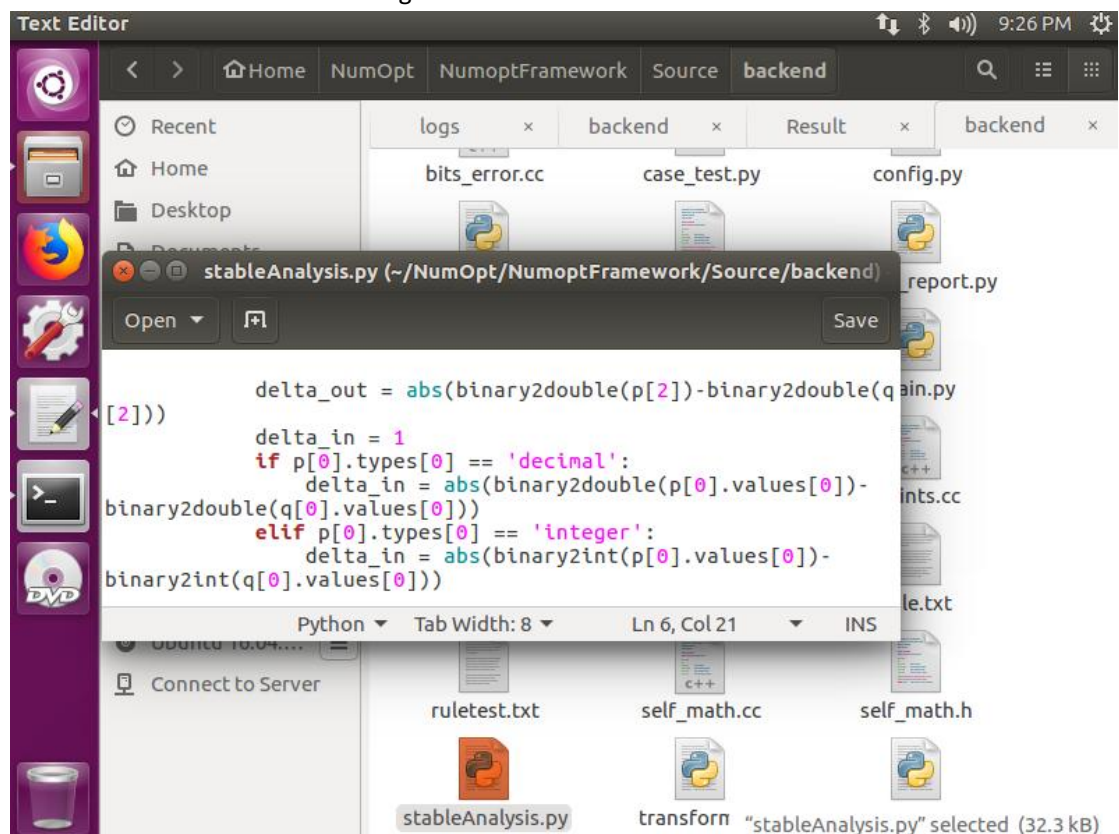 Text Editor
9:26 PM
Home NumOpt NumoptFramework Source backend
Recent
Home
Desktop
Documents
Connect to Server
logs × backend × Result × backend ×
bits_error.cc case_test.py config.py
_report.py
stableAnalysis.py (~/NumOpt/NumoptFramework/Source/backend)
Open
Save
ain.py
delta_out = abs(binary2double(p[2])-binary2double(q
[2]))
delta_in = 1
if p[0].types[0] == 'decimal':
delta_in = abs(binary2double(p[0].values[0])-
binary2double(q[0].values[0]))
elif p[0].types[0] == 'integer':
delta_in = abs(binary2int(p[0].values[0])-
binary2int(q[0].values[0]))
c++
ints.cc
le.txt
Python Tab Width: 8 Ln 6, Col 21 INS
c++
ruletest.txt self_math.cc self_math.h
stableAnalysis.py transform
"stableAnalysis.py" selected (32.3 kB)
>_
DVD